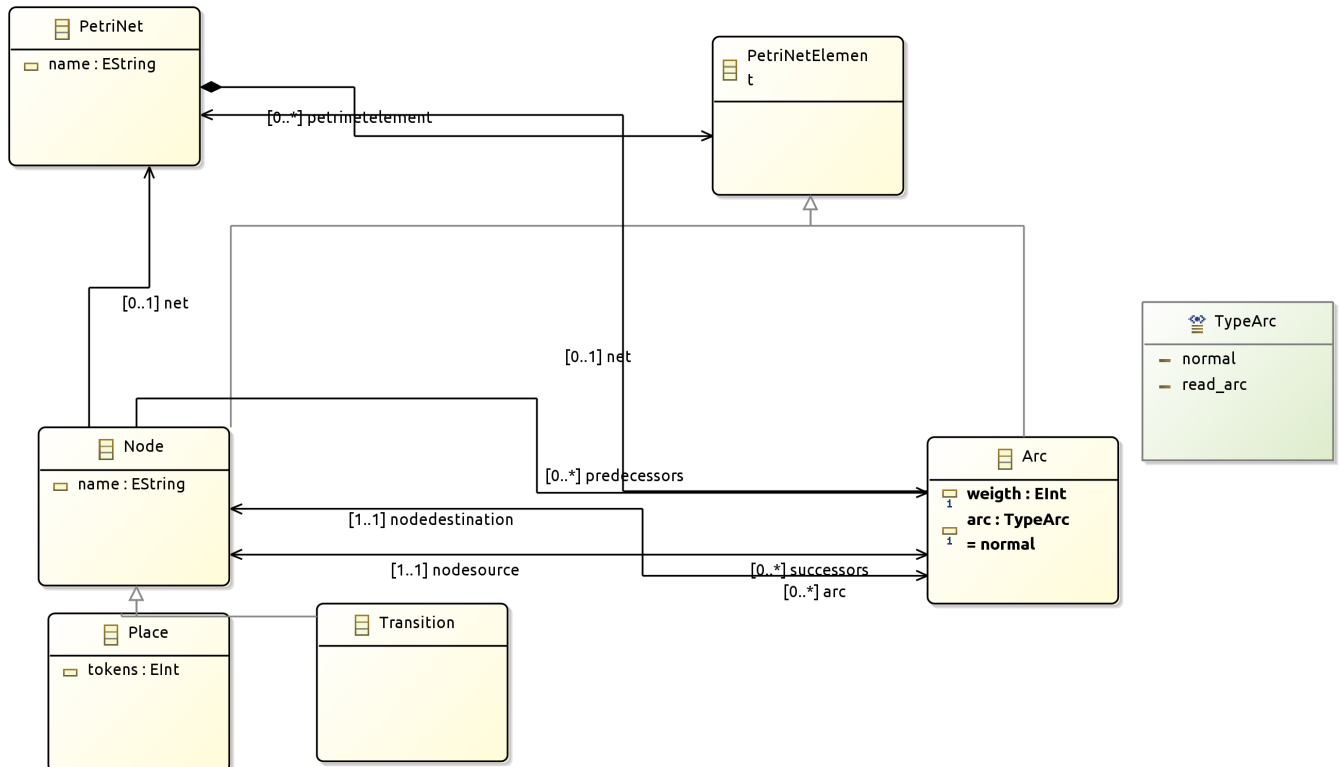 PetriNet
name : EString
PetriNetElemen
t
[0..*] petrinetelement
[0..1] net
TypeArc
normal
read_arc
[0..1] net
Node
name : EString
Arc
weigth : EInt
arc : TypeArc
= normal
[0..*] predecessors
[1..1] nodedestination
[1..1] nodesource
[0..*] successors
[0..*] arc
Place
tokens : EInt
Transition